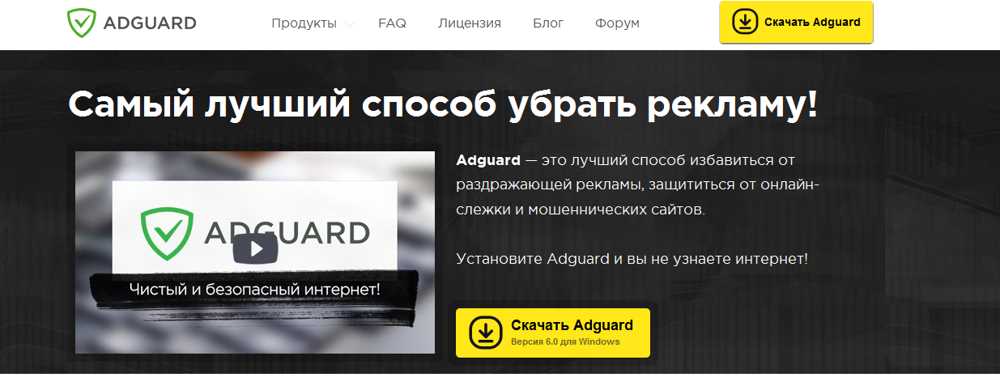 ADGUARD
Продукты
FAQ
Лицензия
Блог
Форум
Скачать Adguard
Самый лучший способ убрать рекламу!
ADGUARD
Чистый и безопасный интернет!
Adguard — это лучший способ избавиться от
раздражающей рекламы, защититься от онлайн-
слежки и мошеннических сайтов.
Установите Adguard и вы не узнаете интернет!
Скачать Adguard
Версия 6.0 для Windows